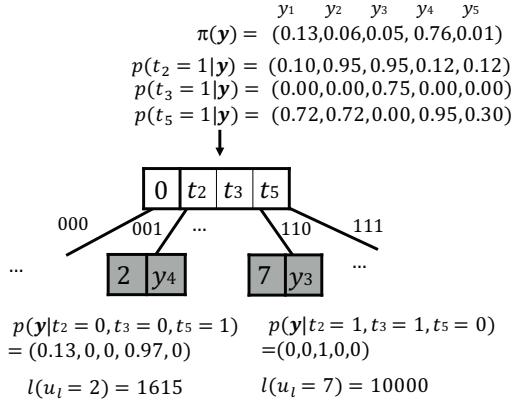 y₁ y₂ y₃ y₄ y₅
π(y) = (0.13,0.06,0.05, 0.76,0.01)
p(t₂ = 1|y) = (0.10,0.95,0.95,0.12,0.12)
p(t₃ = 1|y) = (0.00,0.00,0.75,0.00,0.00)
p(t₅ = 1|y) = (0.72,0.72,0.00,0.95,0.30)
0 t₂ t₃ t₅
000 001 ... 110 111
... 2 y₄ 7 y₃ ...
p(y|t₂ = 0, t₃ = 0, t₅ = 1) p(y|t₂ = 1, t₃ = 1, t₅ = 0)
= (0.13, 0, 0, 0.97, 0) =(0,0,1,0,0)
l(uₗ = 2) = 1615 l(uₗ = 7) = 10000